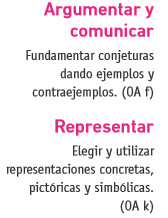 Argumentar y
comunicar
Fundamentar conjeturas
dando ejemplos y
contraejemplos. (OA f)
Representar
Elegir y utilizar
representaciones concretas,
pictóricas y simbólicas.
(OA k)